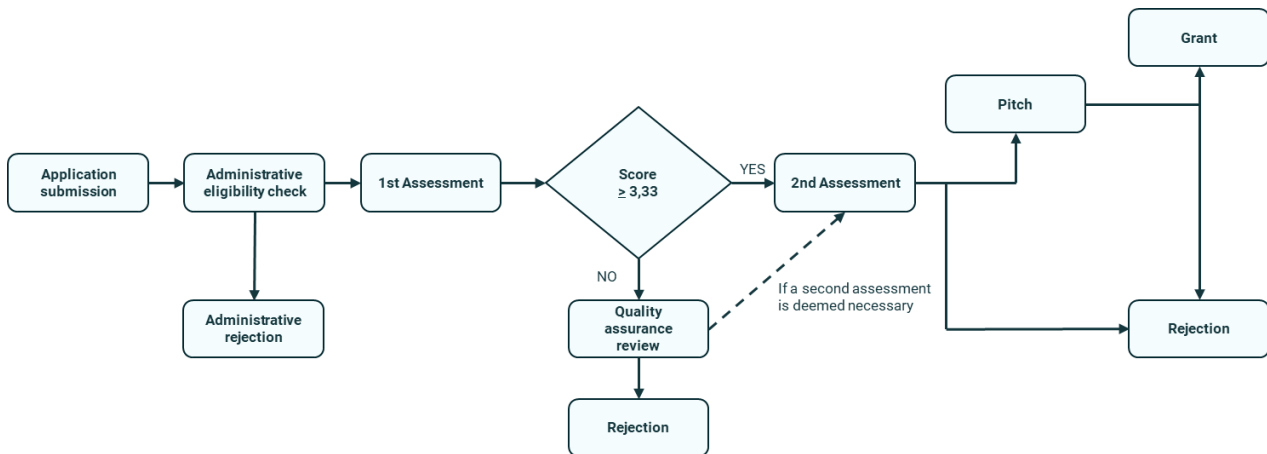 Grant
Pitch
Application
submission
Administrative
eligibility check
1st Assessment
Score
≥ 3,33
YES
2nd Assessment
NO
If a second assessment
is deemed necessary
Administrative
rejection
Quality
assurance
review
Rejection
Rejection